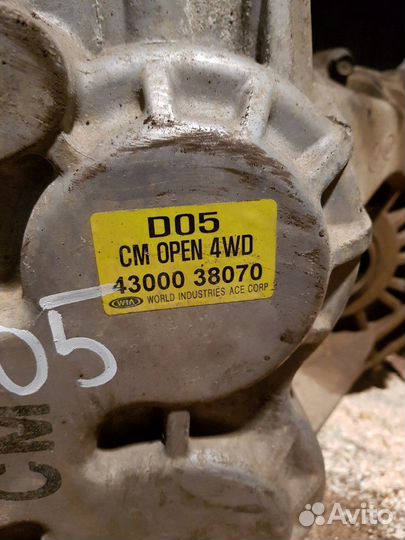 D05
CM OPEN 4WD
43000 38070
WIA WORLD INDUSTRIES ACE CORP
05
CM
Avito